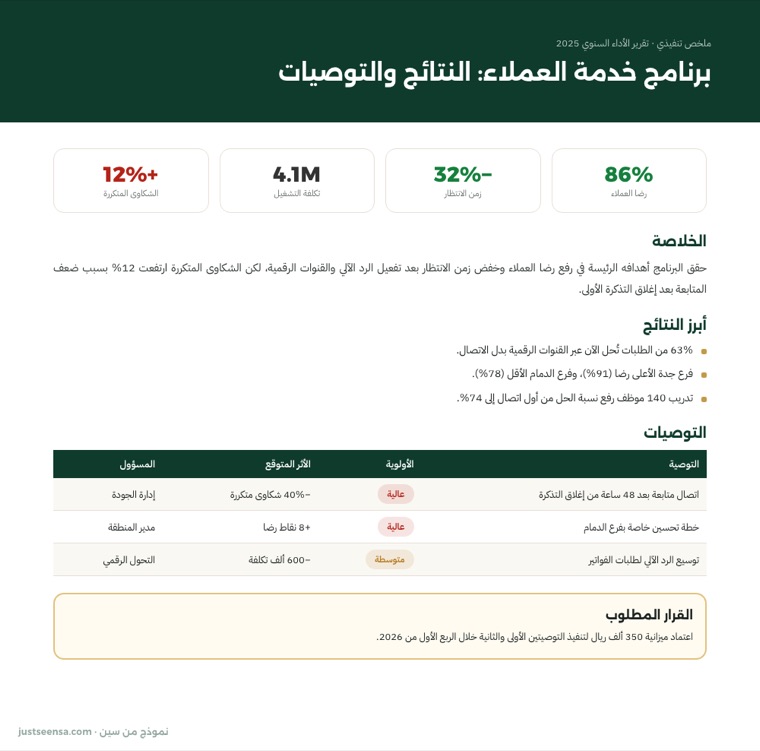 ملخص تنفيذي · تقرير الأداء السنوي 2025
برنامج خدمة العملاء: النتائج والتوصيات
86%
رضا العملاء
−32%
زمن الانتظار
4.1M
تكلفة التشغيل
+12%
الشكاوى المتكررة
الخلاصة
حقق البرنامج أهدافه الرئيسة في رفع رضا العملاء وخفض زمن الانتظار بعد تفعيل الرد الآلي والقنوات الرقمية، لكن الشكاوى المتكررة ارتفعت 12% بسبب ضعف
المتابعة بعد إغلاق التذكرة الأولى.
أبرز النتائج
63% من الطلبات تُحل الآن عبر القنوات الرقمية بدل الاتصال.
فرع جدة الأعلى رضا (91%)، وفرع الدمام الأقل (78%).
تدريب 140 موظف رفع نسبة الحل من أول اتصال إلى 74%.
التوصيات
التوصية الأولوية الأثر المتوقع المسؤول
اتصال متابعة بعد 48 ساعة من إغلاق التذكرة عالية −40% شكاوى متكررة إدارة الجودة
خطة تحسين خاصة بفرع الدمام عالية +8 نقاط رضا مدير المنطقة
توسيع الرد الآلي لطلبات الفواتير متوسطة −600 ألف تكلفة التحول الرقمي
القرار المطلوب
اعتماد ميزانية 350 ألف ريال لتنفيذ التوصيتين الأولى والثانية خلال الربع الأول من 2026.
نموذج من سين · justseensa.com